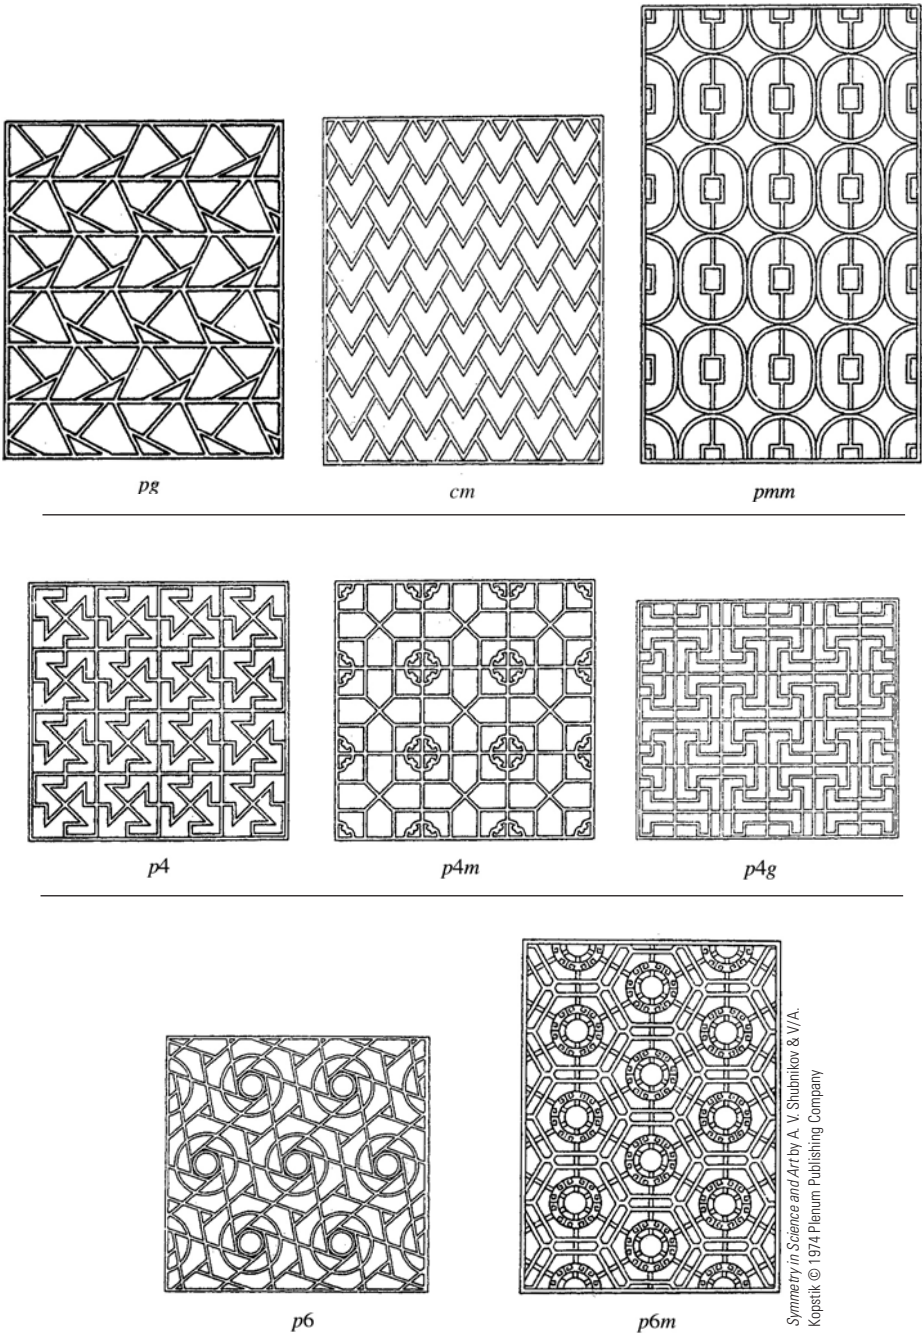 pg
cm
pmm
p4
p4m
p4g
p6
p6m
Symmetry in Science and Art by A. V. Shubnikov & V/A.
Kopstik © 1974 Plenum Publishing Company